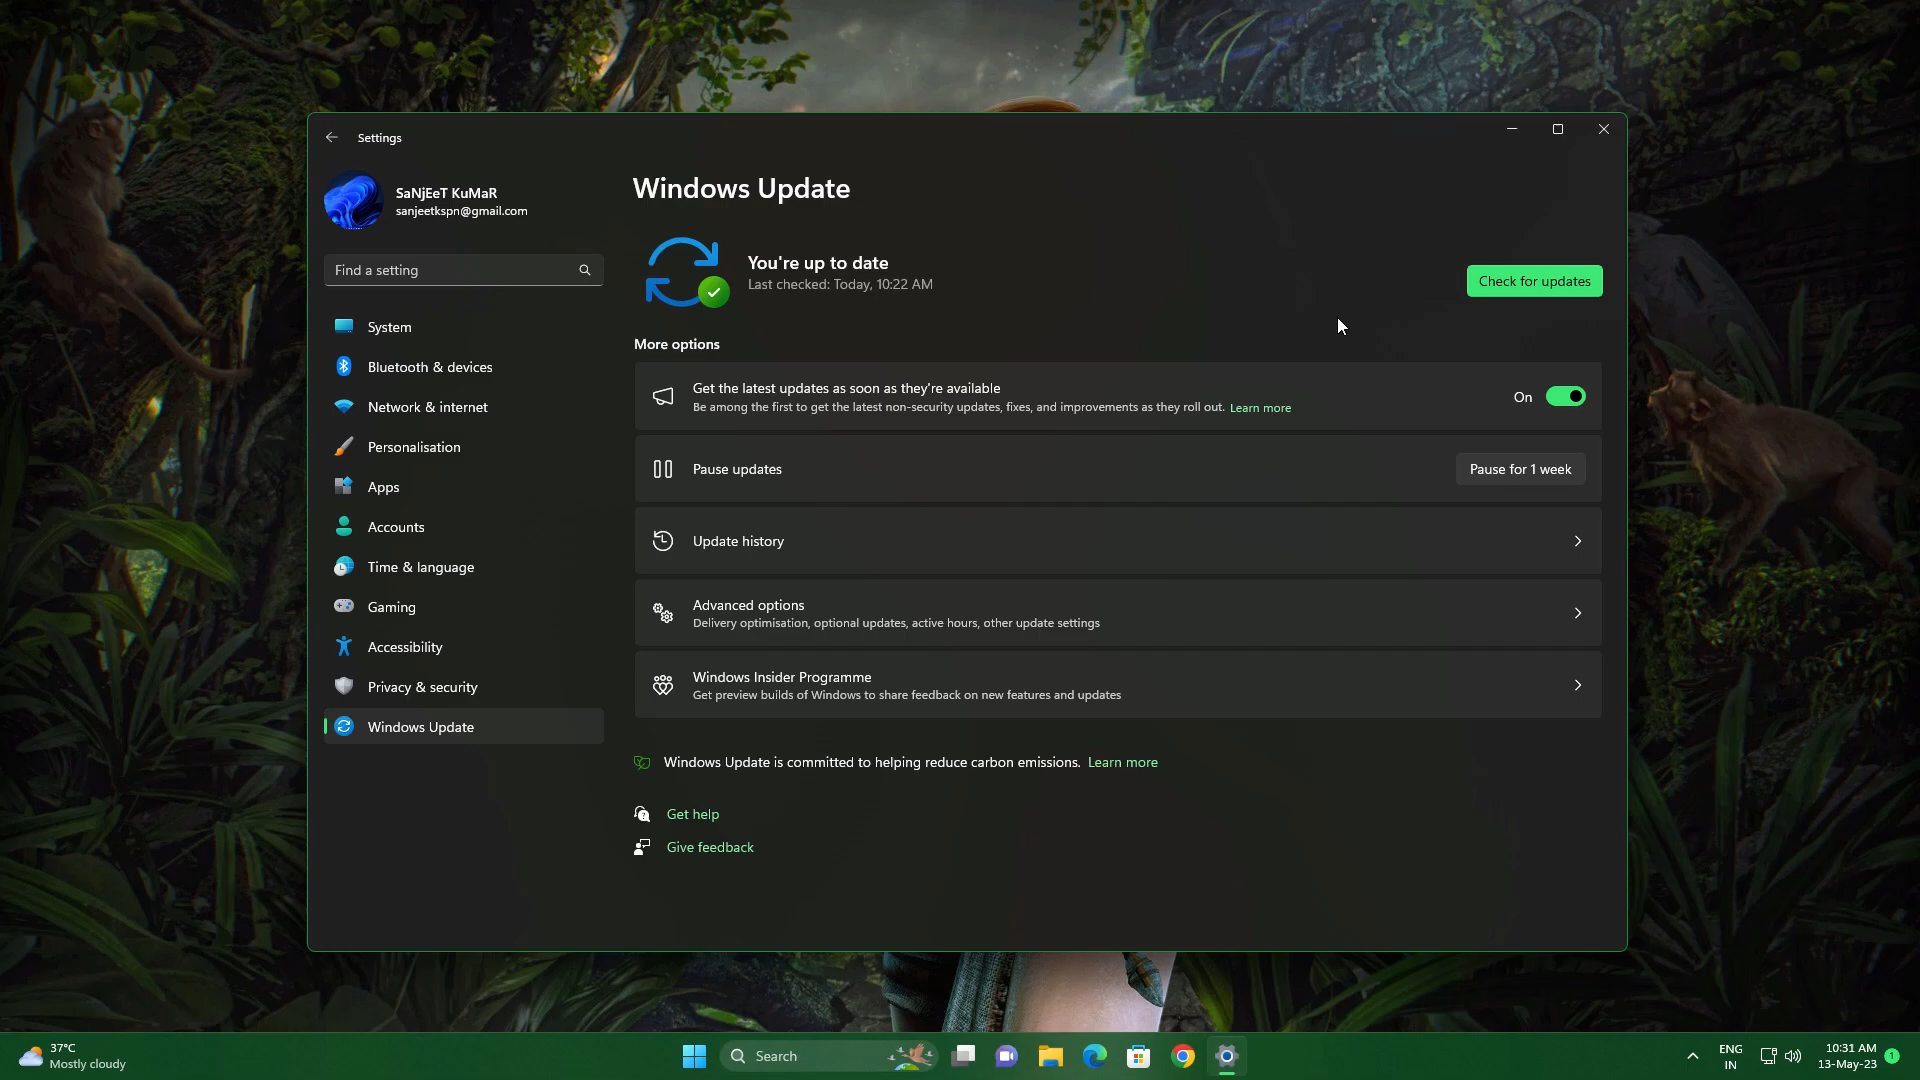 Settings
SaNjEeT KuMaR
sanjeetkspn@gmail.com
Find a setting
System
Bluetooth & devices
Network & internet
Personalisation
Apps
Accounts
Time & language
Gaming
Accessibility
Privacy & security
Windows Update
Windows Update
You're up to date
Last checked: Today, 10:22 AM
Check for updates
More options
Get the latest updates as soon as they're available
Be among the first to get the latest non-security updates, fixes, and improvements as they roll out. Learn more
On
Pause updates
Pause for 1 week
Update history
Advanced options
Delivery optimisation, optional updates, active hours, other update settings
Windows Insider Programme
Get preview builds of Windows to share feedback on new features and updates
Windows Update is committed to helping reduce carbon emissions. Learn more
Get help
Give feedback
37°C
Mostly cloudy
Search
ENG
IN
10:31 AM
13-May-23
1